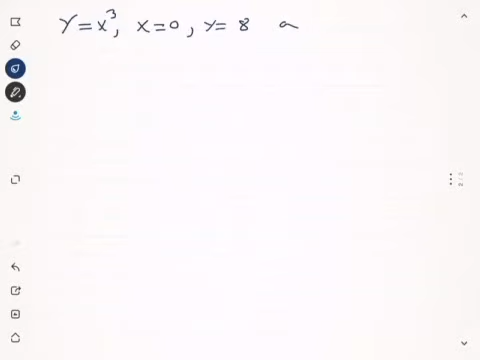 Y = x³, x = 0, y = 8